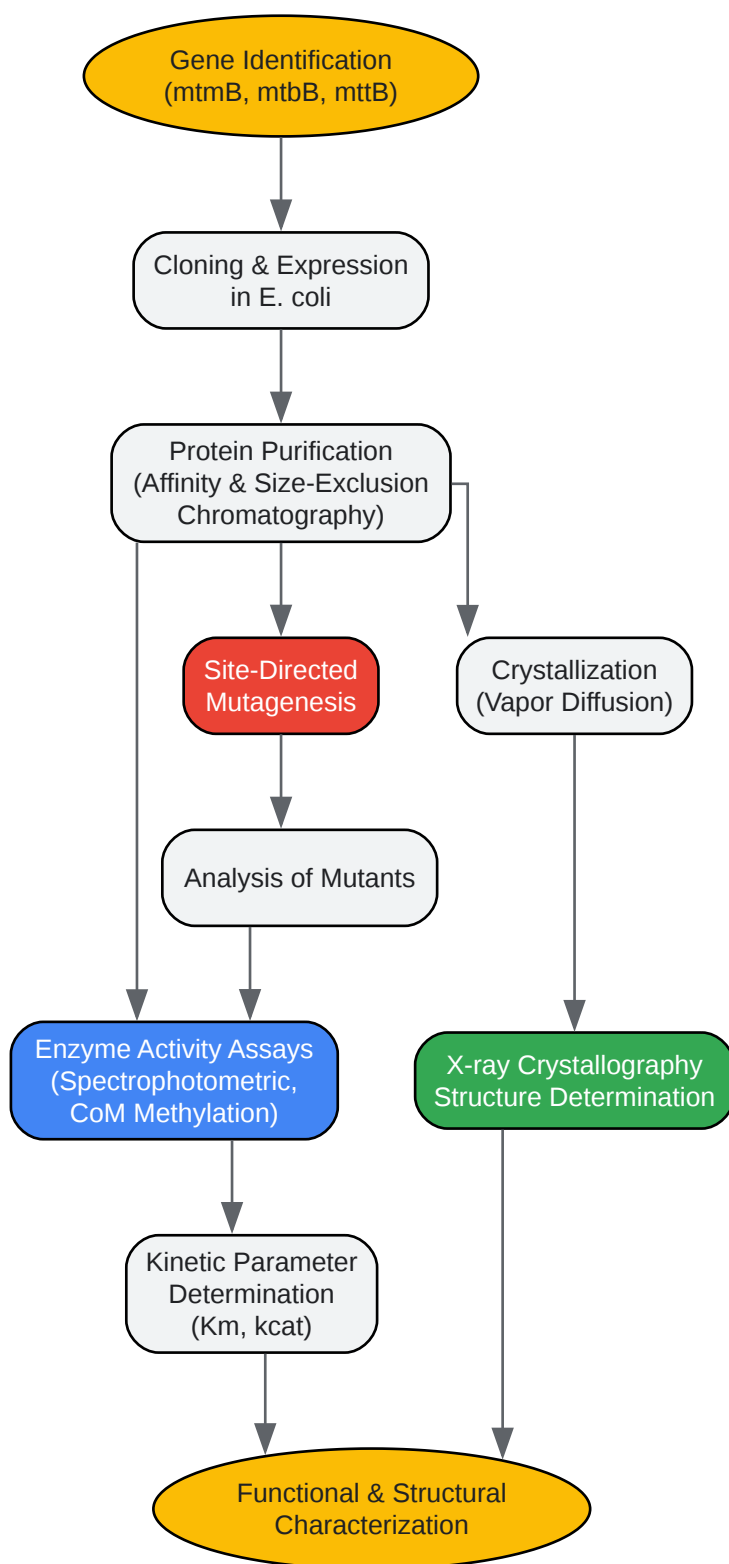 Gene Identification
(mtmB, mtbB, mttB)
Cloning & Expression
in E. coli
Protein Purification
(Affinity & Size-Exclusion
Chromatography)
Site-Directed
Mutagenesis
Crystallization
(Vapor Diffusion)
Analysis of Mutants
Enzyme Activity Assays
(Spectrophotometric,
CoM Methylation)
X-ray Crystallography
Structure Determination
Kinetic Parameter
Determination
(Km, kcat)
Functional & Structural
Characterization